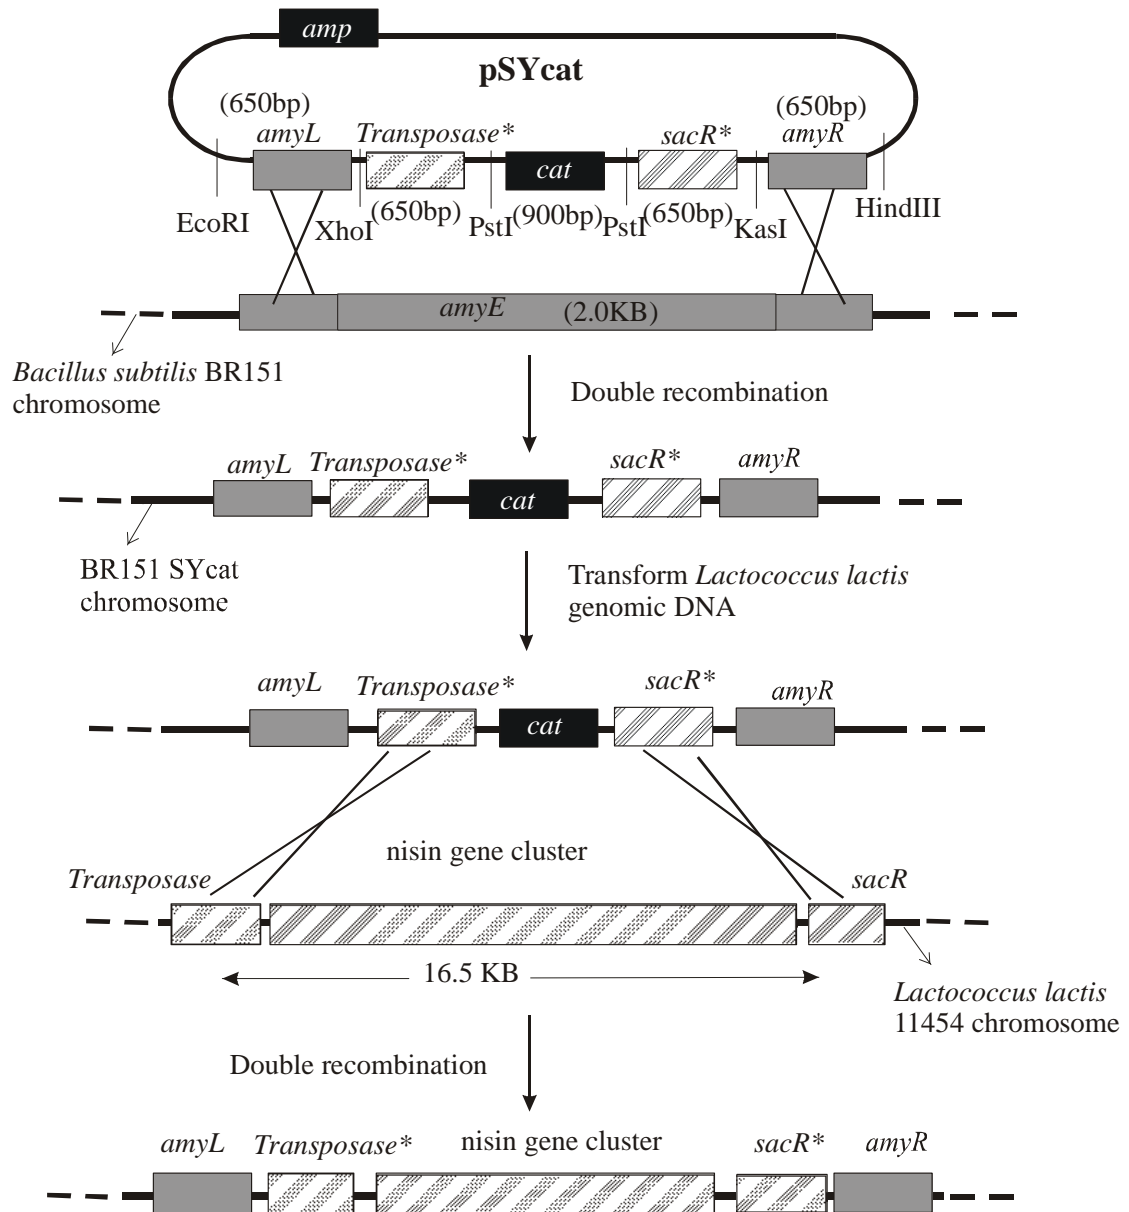 amp
pSYcat
(650bp)
(650bp)
amyL
Transposase*
sacR*
amyR
cat
EcoRI
XhoI
(650bp)
PstI
(900bp)
PstI
(650bp)
KasI
HindIII
amyE (2.0KB)
Bacillus subtilis BR151
chromosome
Double recombination
amyL
Transposase*
sacR*
amyR
cat
BR151 SYcat
chromosome
Transform Lactococcus lactis
genomic DNA
amyL
Transposase*
sacR*
amyR
cat
nisin gene cluster
Transposase
sacR
16.5 KB
Lactococcus lactis
11454 chromosome
Double recombination
amyL
Transposase*
nisin gene cluster
sacR*
amyR